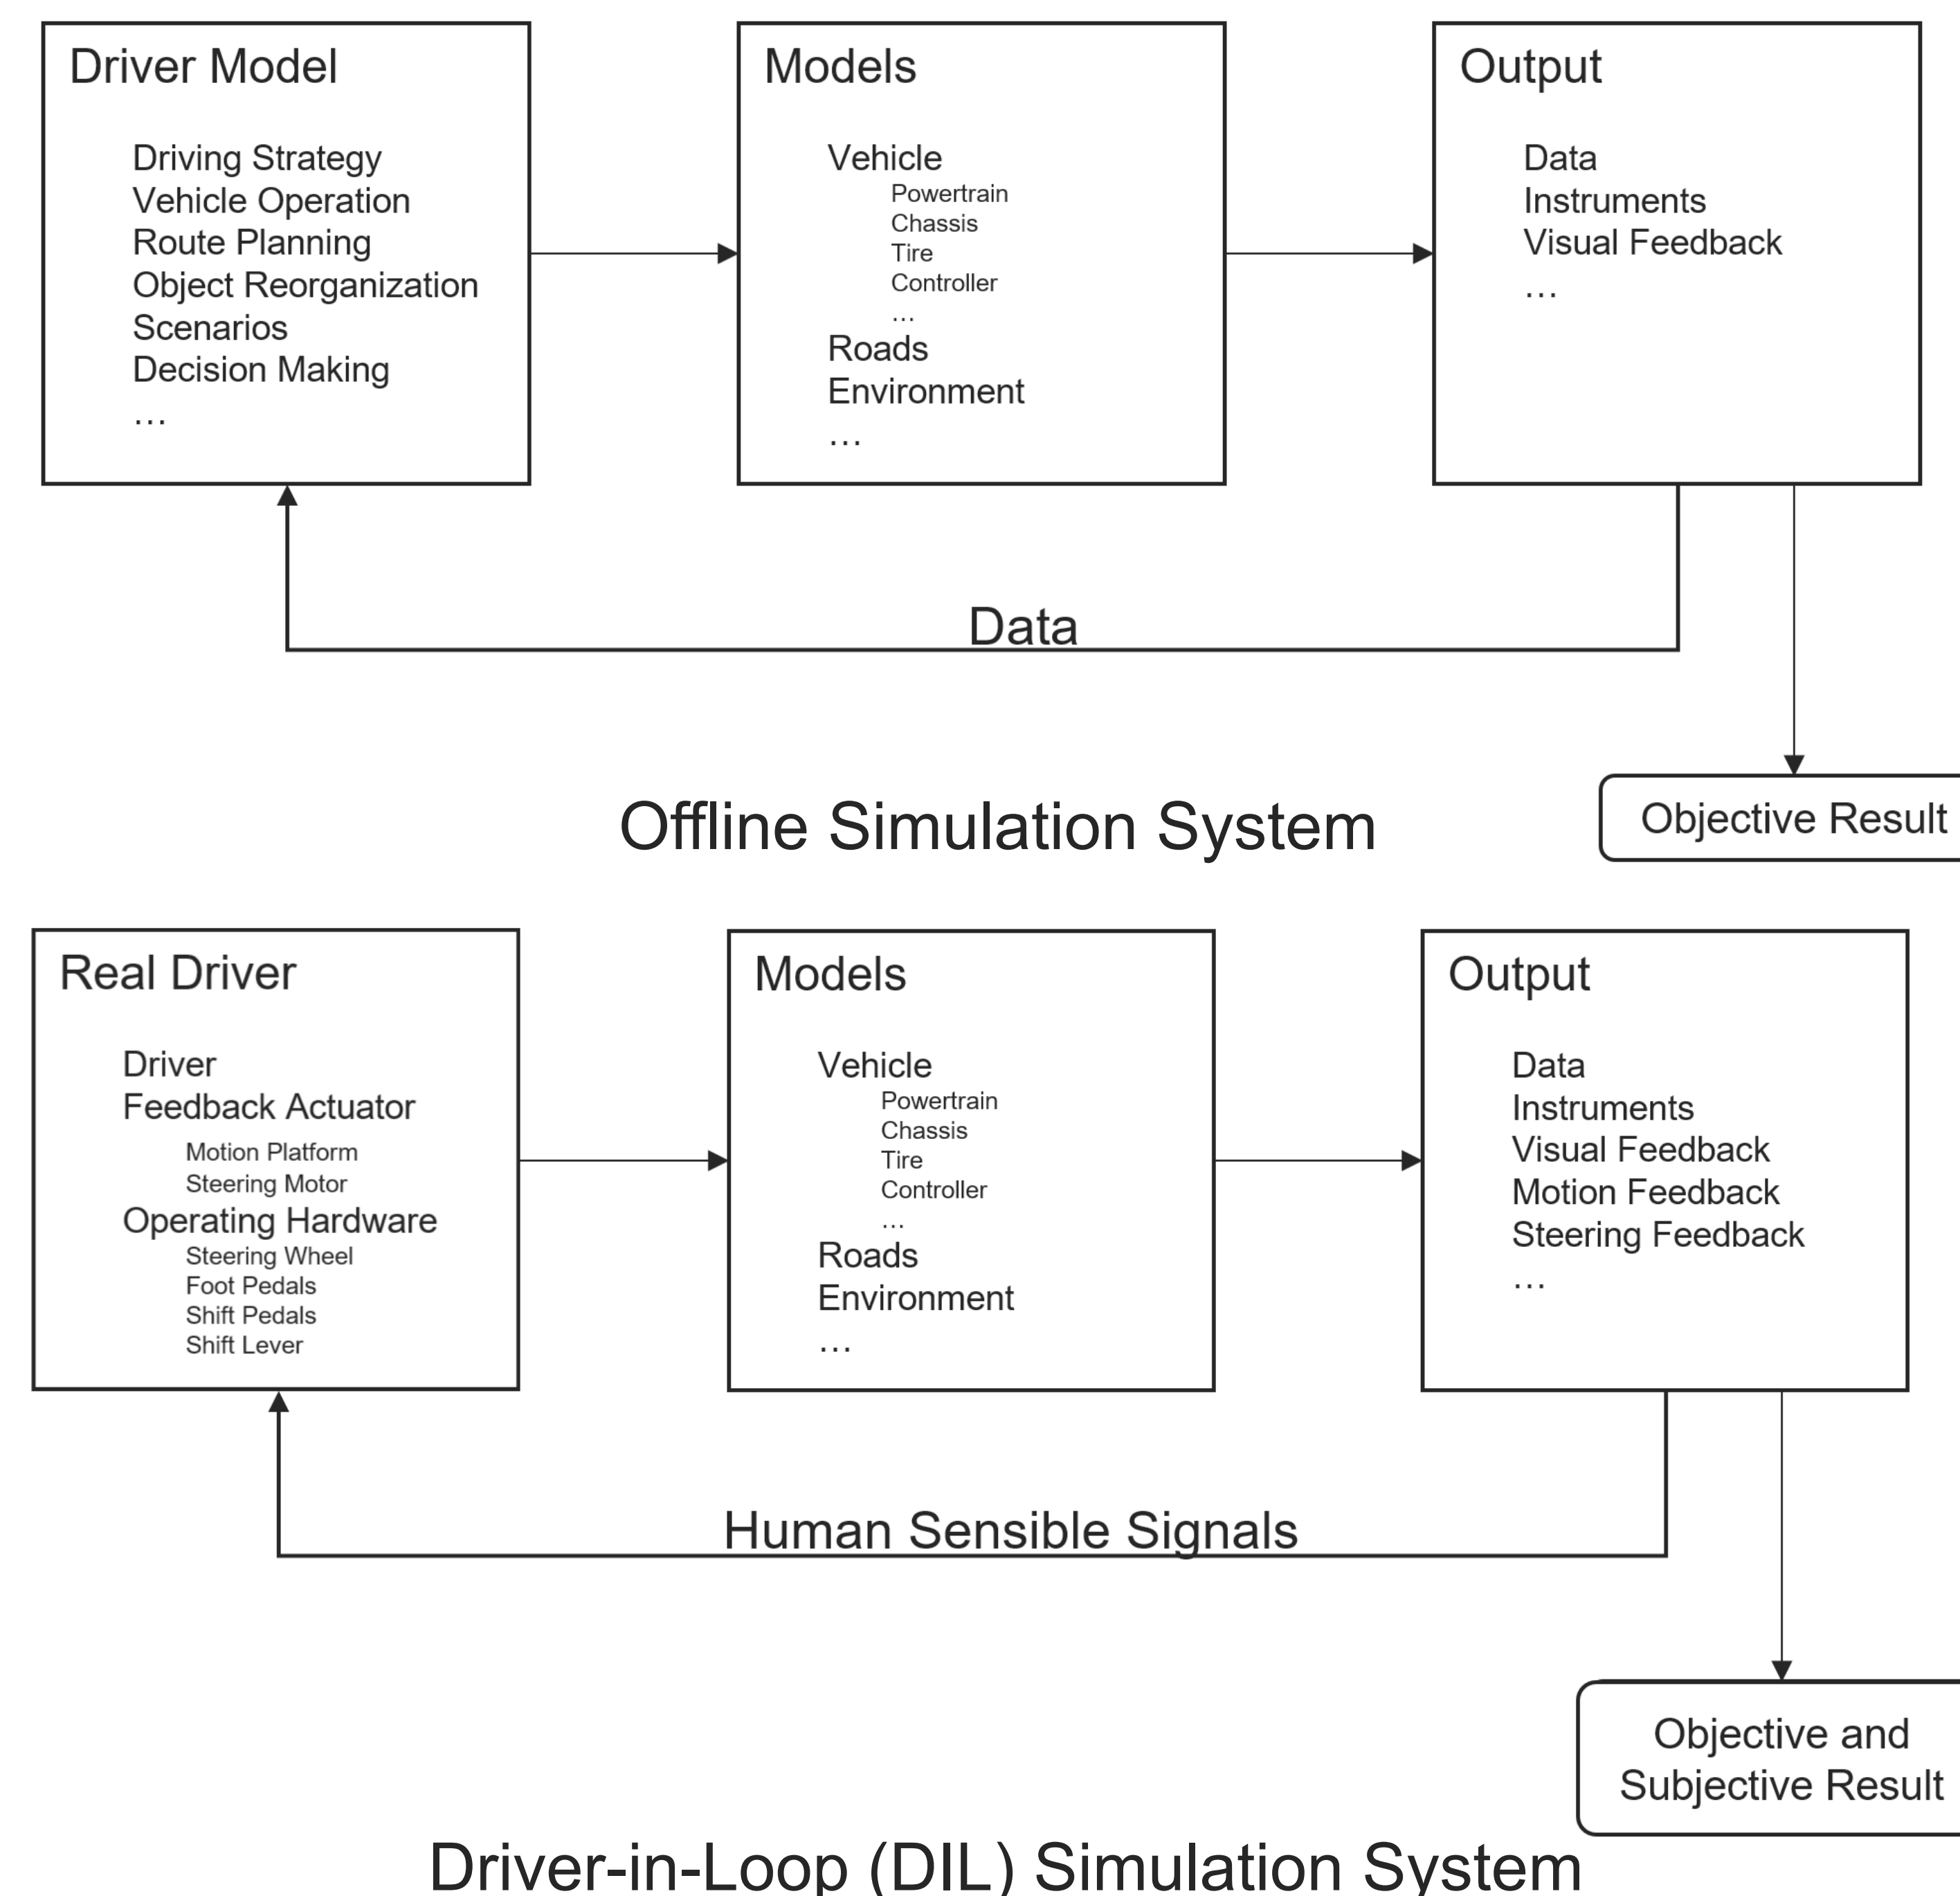 Driver Model
Driving Strategy
Vehicle Operation
Route Planning
Object Reorganization
Scenarios
Decision Making
…
Models
Vehicle
Powertrain
Chassis
Tire
Controller
...
Roads
Environment
…
Output
Data
Instruments
Visual Feedback
…
Data
Objective Result
Offline Simulation System
Real Driver
Driver
Feedback Actuator
Motion Platform
Steering Motor
Operating Hardware
Steering Wheel
Foot Pedals
Shift Pedals
Shift Lever
Models
Vehicle
Powertrain
Chassis
Tire
Controller
...
Roads
Environment
…
Output
Data
Instruments
Visual Feedback
Motion Feedback
Steering Feedback
…
Human Sensible Signals
Objective and
Subjective Result
Driver-in-Loop (DIL) Simulation System